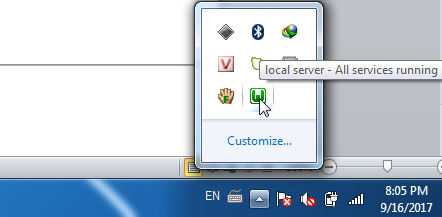 local server - All services running
Customize...
EN
8:05 PM
9/16/2017